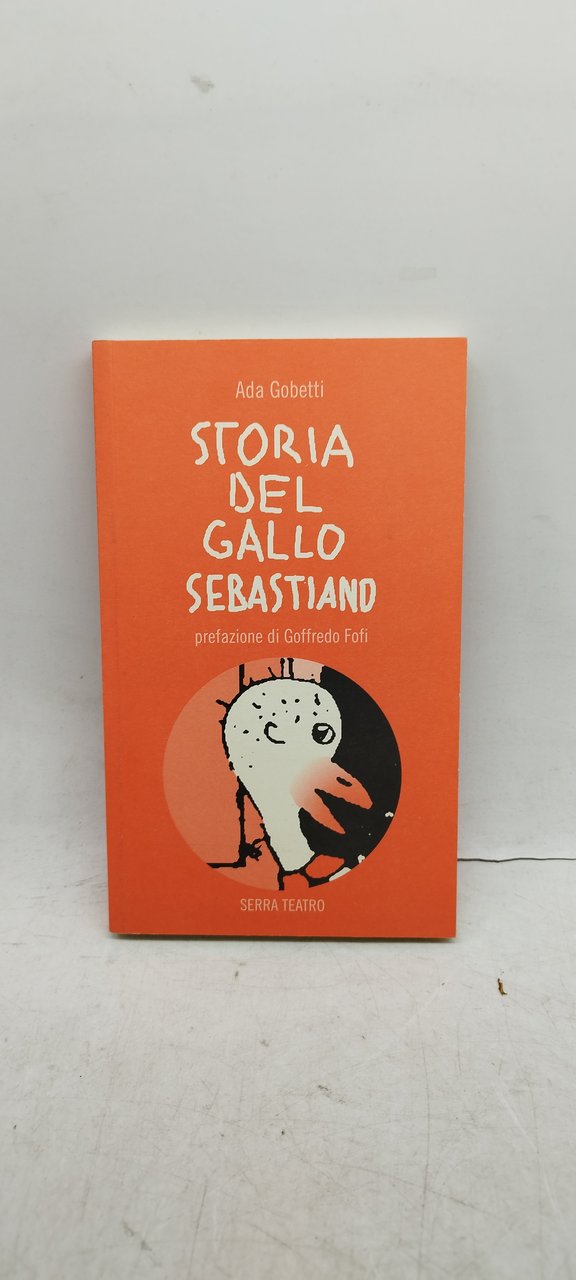 Ada Gobetti
STORIA
DEL
GALLO
SEBASTIANO
prefazione di Goffredo Fofi
SERRA TEATRO